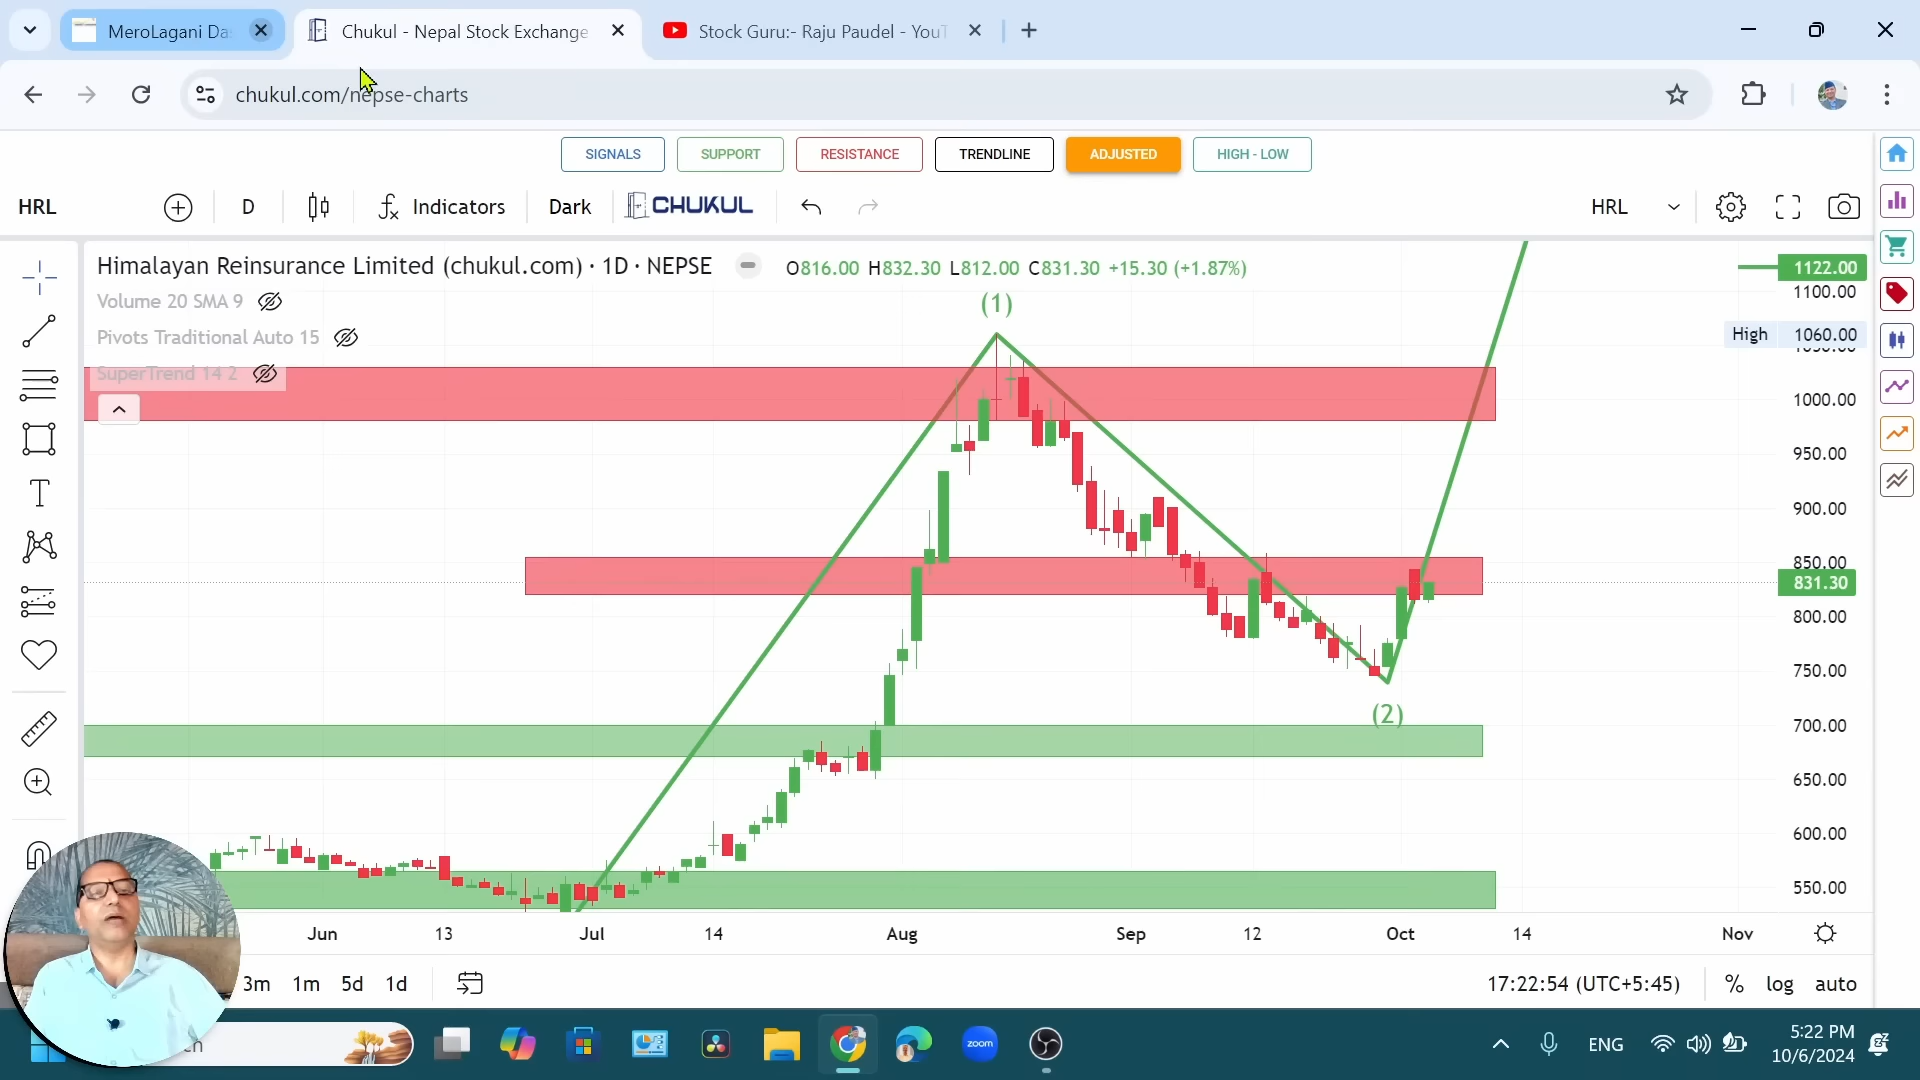 MeroLagani Da
Chukul - Nepal Stock Exchange
Stock Guru:- Raju Paudel - YouT
chukul.com/nepse-charts
SIGNALS
SUPPORT
RESISTANCE
TRENDLINE
ADJUSTED
HIGH - LOW
HRL
D
Indicators
Dark
CHUKUL
HRL
Himalayan Reinsurance Limited (chukul.com) · 1D · NEPSE
O816.00 H832.30 L812.00 C831.30 +15.30 (+1.87%)
Volume 20 SMA 9
Pivots Traditional Auto 15
SuperTrend 14 2
(1)
(2)
1122.00
1100.00
High 1060.00
1000.00
950.00
900.00
850.00
831.30
800.00
750.00
700.00
650.00
600.00
550.00
Jun 13 Jul 14 Aug Sep 12 Oct 14 Nov
3m 1m 5d 1d
17:22:54 (UTC+5:45)
% log auto
zoom
ENG
5:22 PM
10/6/2024